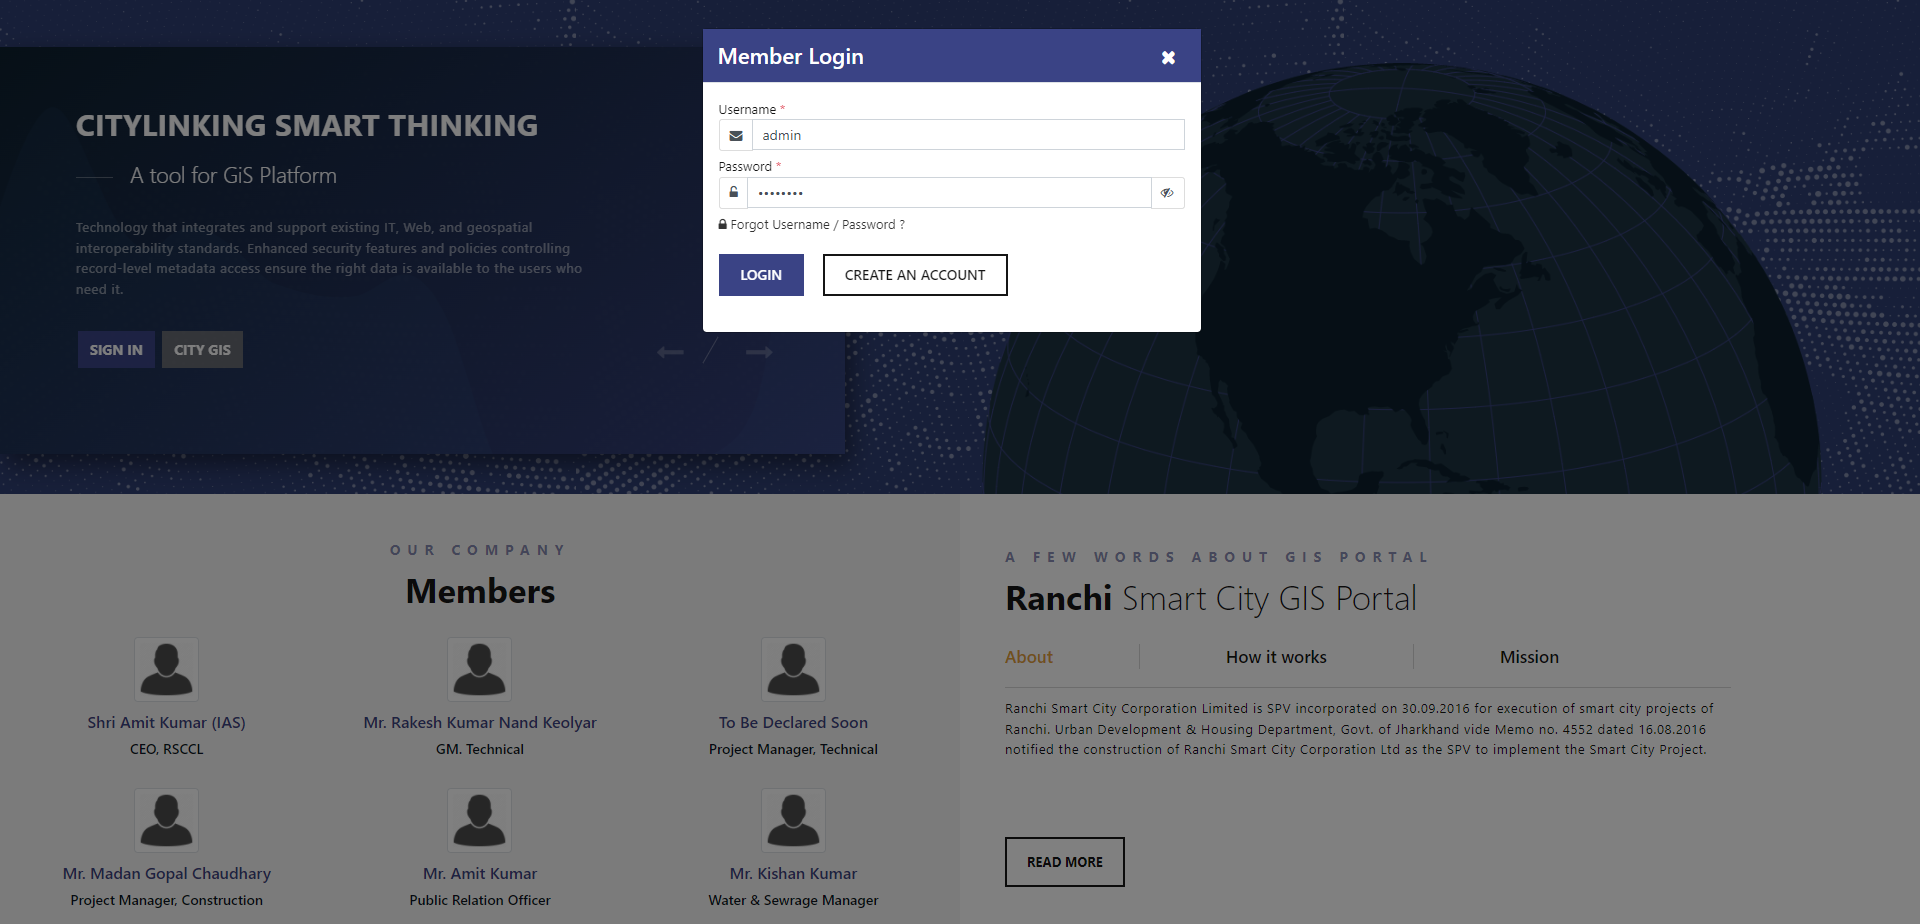 Member Login
Username *
admin
Password *
••••••••
Forgot Username / Password ?
LOGIN
CREATE AN ACCOUNT
CITYLINKING SMART THINKING
A tool for GiS Platform
Technology that integrates and support existing IT, Web, and geospatial
interoperability standards. Enhanced security features and policies controlling
record-level metadata access ensure the right data is available to the users who
need it.
SIGN IN
CITY GIS
OUR COMPANY
Members
Shri Amit Kumar (IAS)
CEO, RSCCL
Mr. Rakesh Kumar Nand Keolyar
GM. Technical
To Be Declared Soon
Project Manager, Technical
Mr. Madan Gopal Chaudhary
Project Manager, Construction
Mr. Amit Kumar
Public Relation Officer
Mr. Kishan Kumar
Water & Sewrage Manager
A FEW WORDS ABOUT GIS PORTAL
Ranchi Smart City GIS Portal
About
How it works
Mission
Ranchi Smart City Corporation Limited is SPV incorporated on 30.09.2016 for execution of smart city projects of
Ranchi. Urban Development & Housing Department, Govt. of Jharkhand vide Memo no. 4552 dated 16.08.2016
notified the construction of Ranchi Smart City Corporation Ltd as the SPV to implement the Smart City Project.
READ MORE